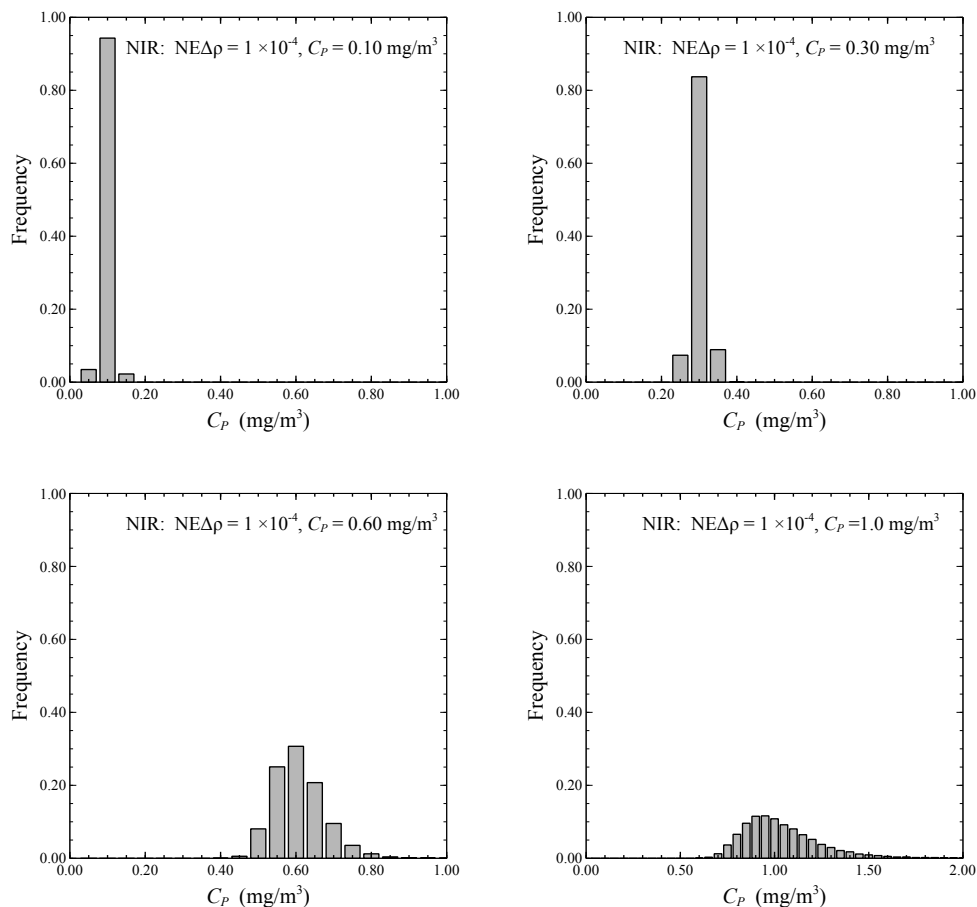 NIR: NEΔρ = 1 ×10⁻⁴, C_P = 0.10 mg/m³
1.00
0.80
0.60
0.40
0.20
0.00
Frequency
0.00 0.20 0.40 0.60 0.80 1.00
C_P (mg/m³)
NIR: NEΔρ = 1 ×10⁻⁴, C_P = 0.30 mg/m³
1.00
0.80
0.60
0.40
0.20
0.00
Frequency
0.00 0.20 0.40 0.60 0.80 1.00
C_P (mg/m³)
NIR: NEΔρ = 1 ×10⁻⁴, C_P = 0.60 mg/m³
1.00
0.80
0.60
0.40
0.20
0.00
Frequency
0.00 0.20 0.40 0.60 0.80 1.00
C_P (mg/m³)
NIR: NEΔρ = 1 ×10⁻⁴, C_P =1.0 mg/m³
1.00
0.80
0.60
0.40
0.20
0.00
Frequency
0.00 0.50 1.00 1.50 2.00
C_P (mg/m³)